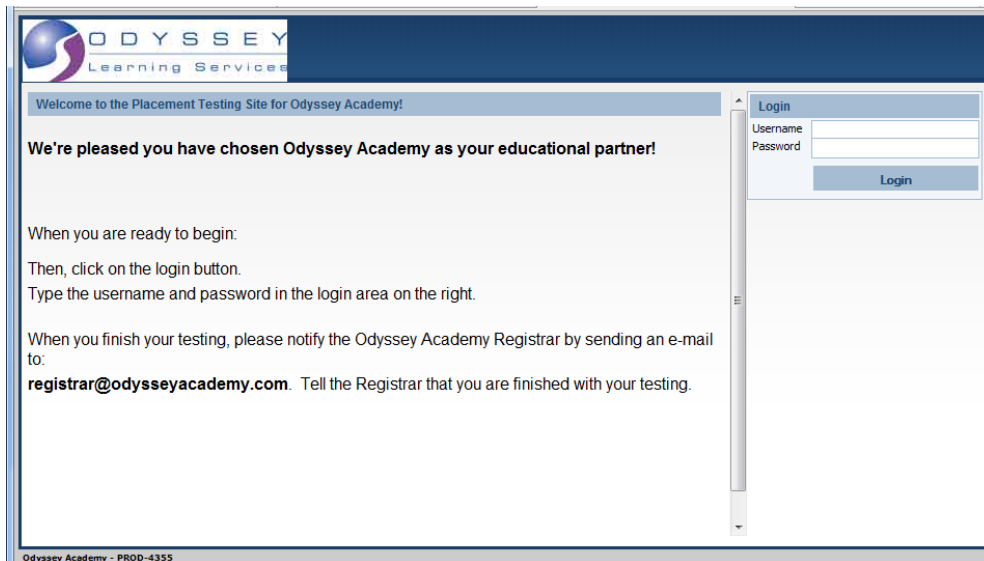 ODYSSEY
Learning Services
Welcome to the Placement Testing Site for Odyssey Academy!
We're pleased you have chosen Odyssey Academy as your educational partner!
When you are ready to begin:
Then, click on the login button.
Type the username and password in the login area on the right.
When you finish your testing, please notify the Odyssey Academy Registrar by sending an e-mail
to:
registrar@odysseyacademy.com. Tell the Registrar that you are finished with your testing.
Login
Username
Password
Login
Odyssey Academy - PROD-4355